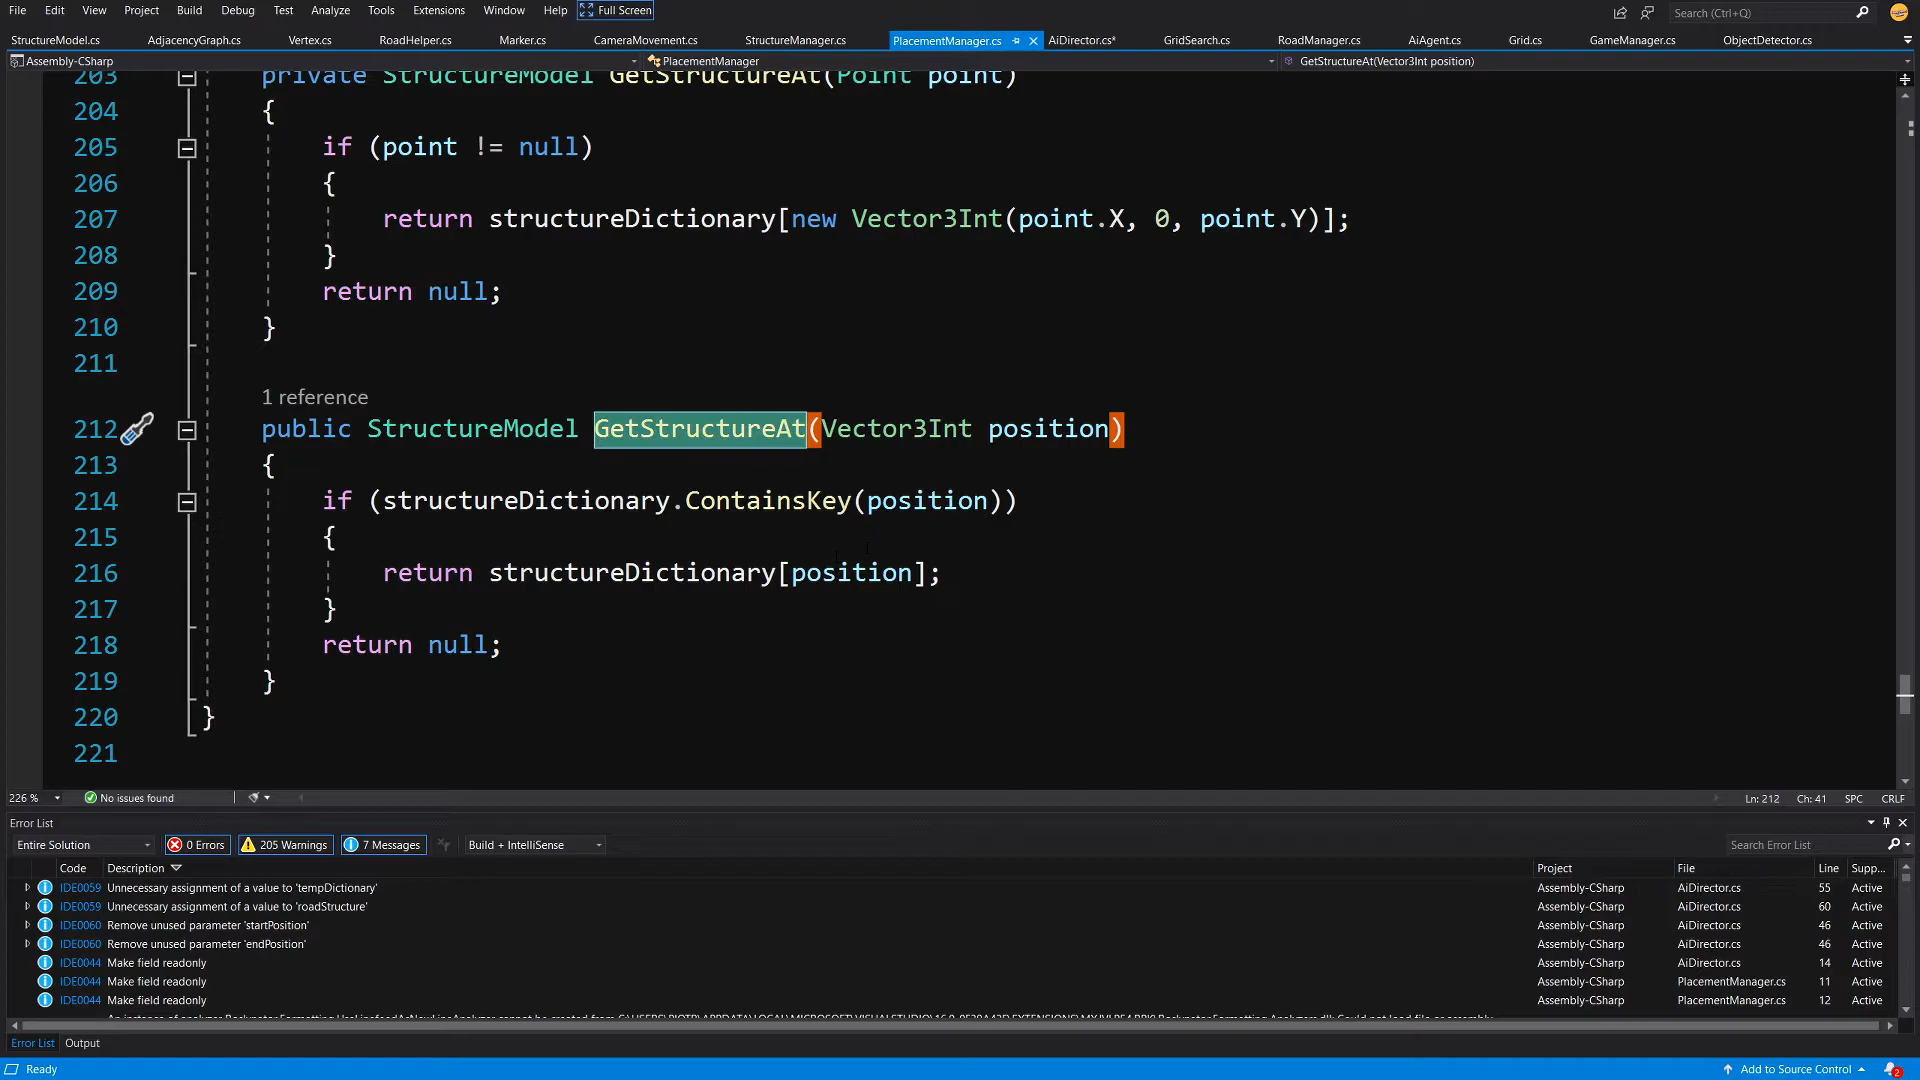 File Edit View Project Build Debug Test Analyze Tools Extensions Window Help Full Screen Search (Ctrl+Q)
StructureModel.cs AdjacencyGraph.cs Vertex.cs RoadHelper.cs Marker.cs CameraMovement.cs StructureManager.cs PlacementManager.cs AiDirector.cs* GridSearch.cs RoadManager.cs AiAgent.cs Grid.cs GameManager.cs ObjectDetector.cs
Assembly-CSharp PlacementManager GetStructureAt(Vector3Int position)
203 private StructureModel GetStructureAt(Point point)
204 {
205 if (point != null)
206 {
207 return structureDictionary[new Vector3Int(point.X, 0, point.Y)];
208 }
209 return null;
210 }
211
1 reference
212 public StructureModel GetStructureAt(Vector3Int position)
213 {
214 if (structureDictionary.ContainsKey(position))
215 {
216 return structureDictionary[position];
217 }
218 return null;
219 }
220 }
221
226 % No issues found Ln: 212 Ch: 41 SPC CRLF
Error List
Entire Solution 0 Errors 205 Warnings 7 Messages Build + IntelliSense Search Error List
Code Description Project File Line Supp...
IDE0059 Unnecessary assignment of a value to 'tempDictionary' Assembly-CSharp AiDirector.cs 55 Active
IDE0059 Unnecessary assignment of a value to 'roadStructure' Assembly-CSharp AiDirector.cs 60 Active
IDE0060 Remove unused parameter 'startPosition' Assembly-CSharp AiDirector.cs 46 Active
IDE0060 Remove unused parameter 'endPosition' Assembly-CSharp AiDirector.cs 46 Active
IDE0044 Make field readonly Assembly-CSharp AiDirector.cs 14 Active
IDE0044 Make field readonly Assembly-CSharp PlacementManager.cs 11 Active
IDE0044 Make field readonly Assembly-CSharp PlacementManager.cs 12 Active
Error List Output
Ready Add to Source Control 2